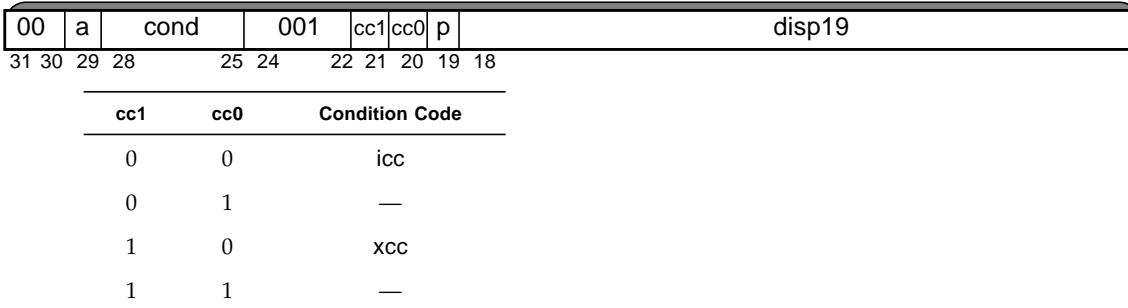 00 a cond 001 cc1 cc0 p disp19
31 30 29 28 25 24 22 21 20 19 18
cc1 cc0 Condition Code
0 0 icc
0 1 —
1 0 xcc
1 1 —